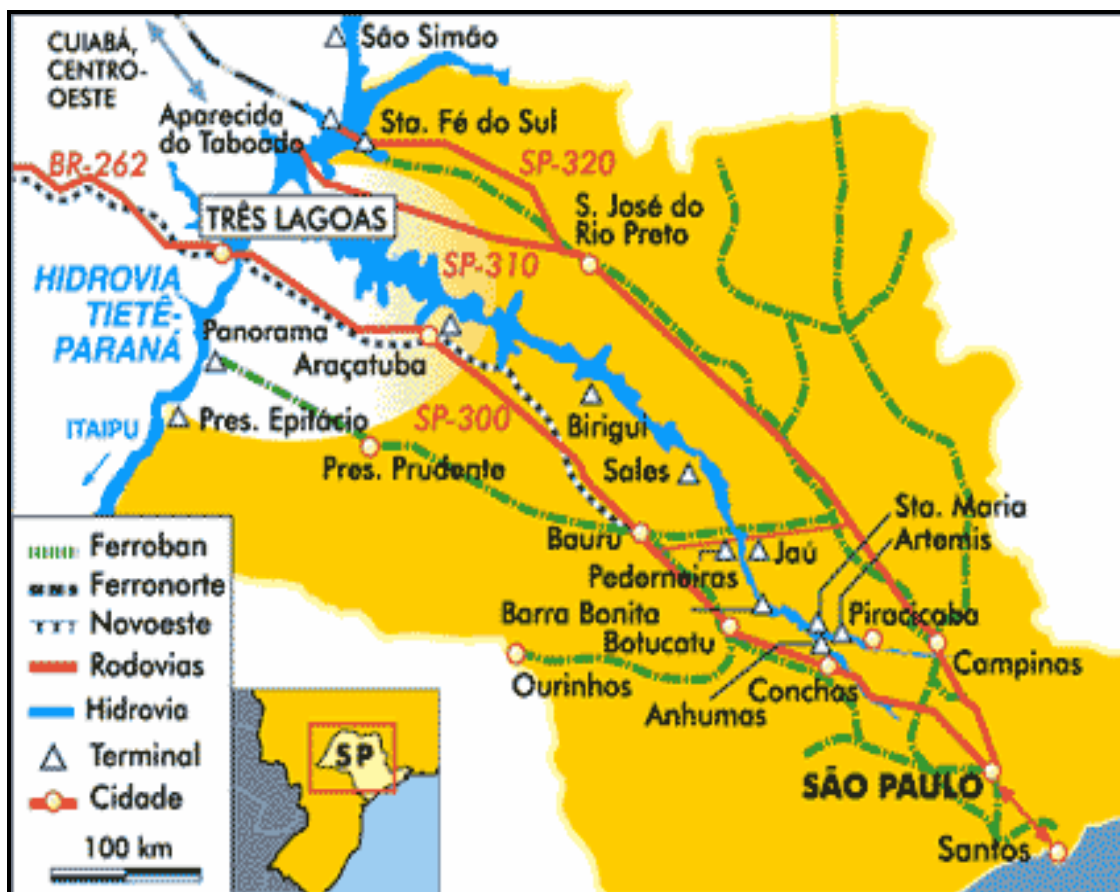 CUIABÁ,
CENTRO-
OESTE
São Simão
Aparecida
do Taboado
Sta. Fé do Sul
BR-262
SP-320
TRÊS LAGOAS
S. José do
Rio Preto
SP-310
HIDROVIA
TIETÊ-
PARANÁ
Panorama
Araçatuba
SP-300
ITAIPU
Pres. Epitácio
Birigui
Pres. Prudente
Sales
Sta. Maria
Artemis
Bauru
Jaú
Pederneiras
Barra Bonita
Piracicaba
Botucatu
Ourinhos
Conchas
Campinas
Anhumas
SÃO PAULO
Santos
Ferroban
Ferronorte
Novoeste
Rodovias
Hidrovia
Terminal
Cidade
100 km
SP